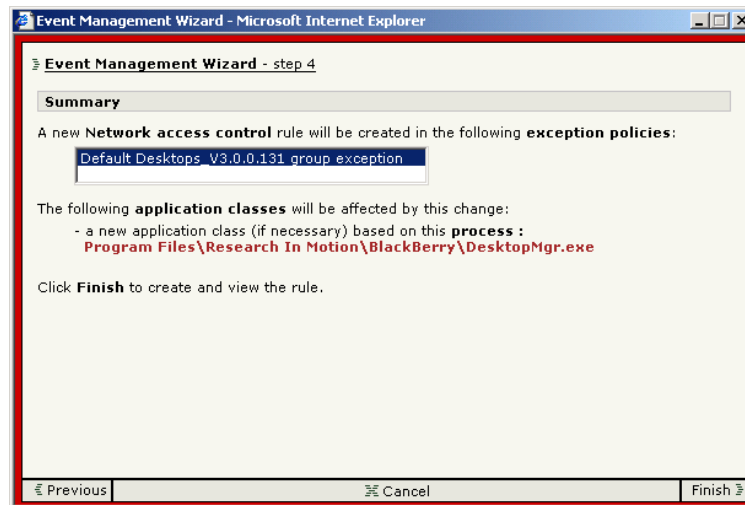 Event Management Wizard - Microsoft Internet Explorer
Event Management Wizard - step 4
Summary
A new Network access control rule will be created in the following exception policies:
Default Desktops_V3.0.0.131 group exception
The following application classes will be affected by this change:
- a new application class (if necessary) based on this process :
Program Files\Research In Motion\BlackBerry\DesktopMgr.exe
Click Finish to create and view the rule.
Previous
Cancel
Finish